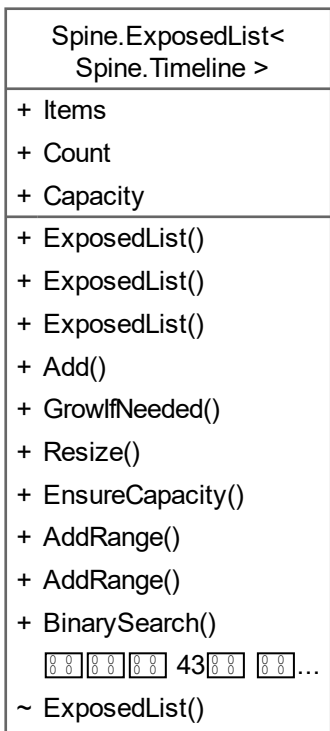 Spine.ExposedList<
Spine.Timeline >
+ Items
+ Count
+ Capacity
+ ExposedList()
+ ExposedList()
+ ExposedList()
+ Add()
+ GrowIfNeeded()
+ Resize()
+ EnsureCapacity()
+ AddRange()
+ AddRange()
+ BinarySearch()
43 ...
~ ExposedList()